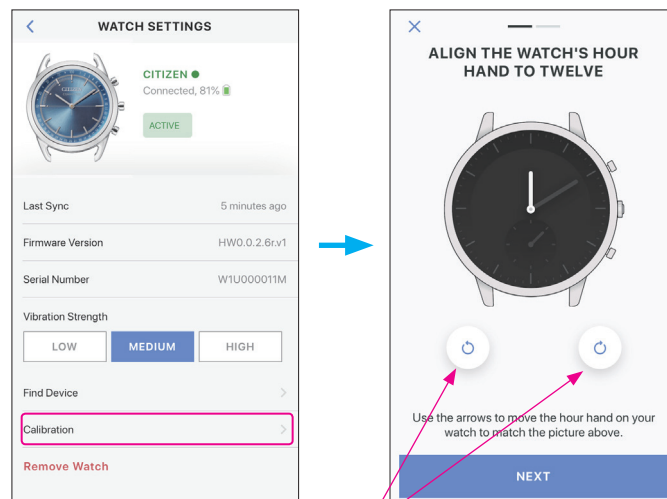 WATCH SETTINGS
CITIZEN
Connected, 81%
ACTIVE
Last Sync 5 minutes ago
Firmware Version HW0.0.2.6r.v1
Serial Number W1U000011M
Vibration Strength
LOW MEDIUM HIGH
Find Device
Calibration
Remove Watch
ALIGN THE WATCH'S HOUR
HAND TO TWELVE
Use the arrows to move the hour hand on your
watch to match the picture above.
NEXT